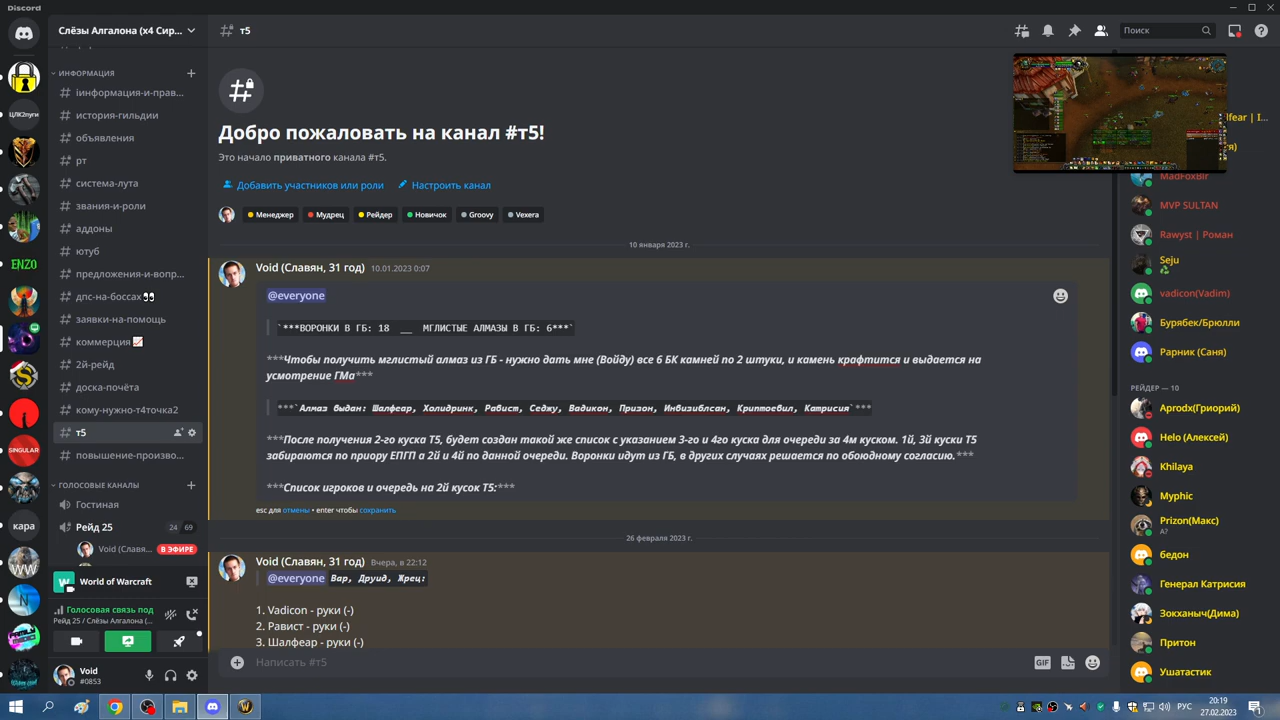 Discord
Слёзы Алгалона (x4 Сир...
т5
Поиск
ИНФОРМАЦИЯ
іинформация-и-прав...
история-гильдии
объявления
рт
система-лута
звания-и-роли
аддоны
ютуб
предложения-и-вопр...
дпс-на-боссах👀
заявки-на-помощь
коммерция📈
2й-рейд
доска-почёта
кому-нужно-т4точка2
т5
повышение-произво...
ГОЛОСОВЫЕ КАНАЛЫ
Гостиная
Рейд 25
24 69
Void (Славя...
В ЭФИРЕ
World of Warcraft
Голосовая связь под
Рейд 25 / Слёзы Алгалона (...
Void
#0853
ЦЛК2пуги
ENZO
SINGULAR
кара
Добро пожаловать на канал #т5!
Это начало приватного канала #т5.
Добавить участников или роли
Настроить канал
Менеджер
Мудрец
Рейдер
Новичок
Groovy
Vexera
10 января 2023 г.
Void (Славян, 31 год) 10.01.2023 0:07
@everyone
`***ВОРОНКИ В ГБ: 18 __ МГЛИСТЫЕ АЛМАЗЫ В ГБ: 6***`
***Чтобы получить мглистый алмаз из ГБ - нужно дать мне (Войду) все 6 БК камней по 2 штуки, и камень крафтится и выдается на
усмотрение ГМа***
***`Алмаз выдан: Шалфеар, Холидринк, Равист, Седжу, Вадикон, Призон, Инвизиблсан, Криптоевил, Катрисия`***
***После получения 2-го куска Т5, будет создан такой же список с указанием 3-го и 4го куска для очереди за 4м куском. 1й, 3й куски Т5
забираются по приору ЕПГП а 2й и 4й по данной очереди. Воронки идут из ГБ, в других случаях решается по обоюдному согласию.***
***Список игроков и очередь на 2й кусок Т5:***
esc для отмены • enter чтобы сохранить
26 февраля 2023 г.
Void (Славян, 31 год) Вчера, в 22:12
@everyone Вар, Друид, Жрец:
1. Vadicon - руки (-)
2. Равист - руки (-)
3. Шалфеар - руки (-)
Написать #т5
GIF
lfear | I...
MadFoxBlr
MVP SULTAN
Rawyst | Роман
Seju
vadicon(Vadim)
Бурябек/Брюлли
Рарник (Саня)
РЕЙДЕР — 10
Aprodx(Гриорий)
Helo (Алексей)
Khilaya
Myphic
Prizon(Макс)
A?
бедон
Генерал Катрисия
Зокханыч(Дима)
Притон
Ушатастик
РУС
20:19
27.02.2023